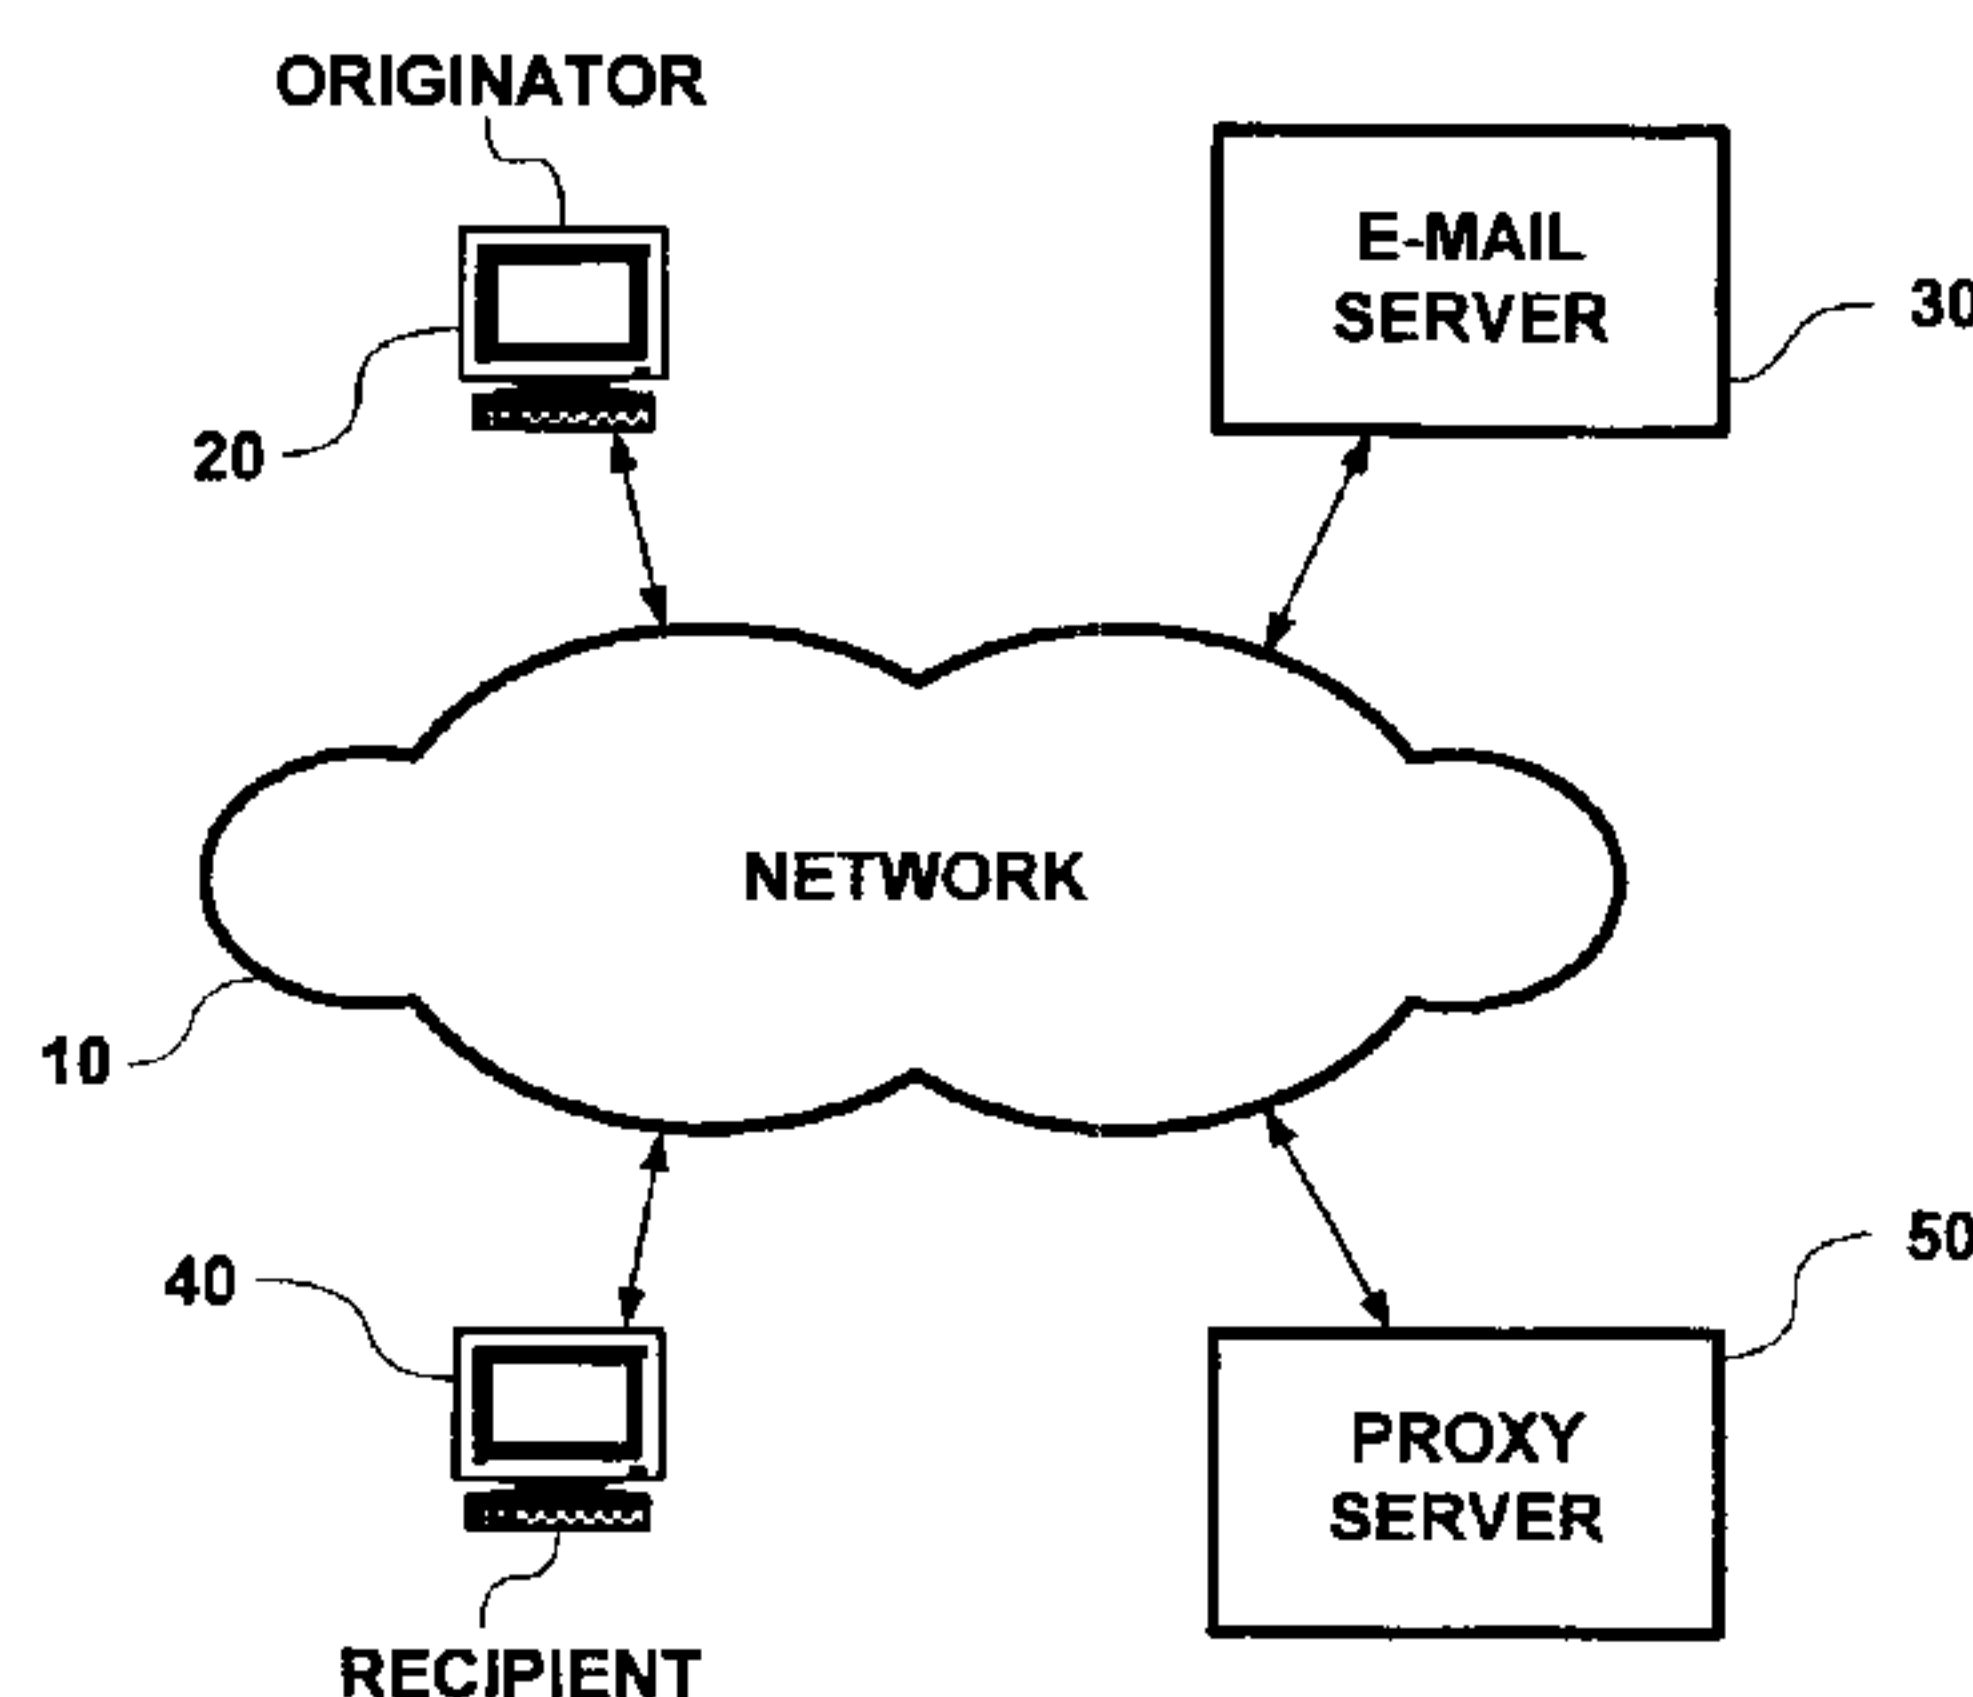 ORIGINATOR
E-MAIL
SERVER
30
20
NETWORK
10
40
50
PROXY
SERVER
RECIPIENT